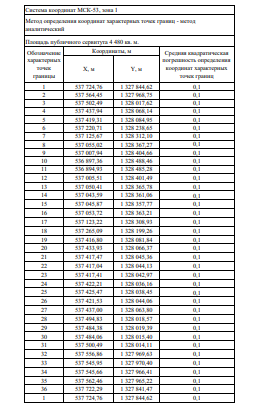 Система координат МСК-53, зона 1
Метод определения координат характерных точек границ - метод
аналитический
Площадь публичного сервитута 4 480 кв. м.
Обозначение характерных точек границы | Координаты, м | Средняя квадратическая погрешность определения координат характерных точек границ
X, м | Y, м
1 537 724,76 1 327 844,62 0,1
2 537 564,45 1 327 968,75 0,1
3 537 502,49 1 328 017,62 0,1
4 537 437,94 1 328 068,14 0,1
5 537 419,31 1 328 084,95 0,1
6 537 220,71 1 328 238,65 0,1
7 537 125,67 1 328 312,10 0,1
8 537 055,02 1 328 367,27 0,1
9 537 007,94 1 328 404,66 0,1
10 536 897,36 1 328 488,46 0,1
11 536 894,93 1 328 485,28 0,1
12 537 005,51 1 328 401,49 0,1
13 537 050,41 1 328 365,78 0,1
14 537 043,59 1 328 361,06 0,1
15 537 045,87 1 328 357,77 0,1
16 537 053,72 1 328 363,21 0,1
17 537 123,22 1 328 308,93 0,1
18 537 265,09 1 328 199,26 0,1
19 537 416,80 1 328 081,84 0,1
20 537 433,95 1 328 066,37 0,1
21 537 417,47 1 328 045,36 0,1
22 537 417,04 1 328 044,13 0,1
23 537 417,41 1 328 042,97 0,1
24 537 422,21 1 328 036,16 0,1
25 537 425,47 1 328 038,45 0,1
26 537 421,53 1 328 044,06 0,1
27 537 437,00 1 328 063,80 0,1
28 537 494,83 1 328 018,57 0,1
29 537 484,38 1 328 019,39 0,1
30 537 484,06 1 328 015,40 0,1
31 537 500,49 1 328 014,11 0,1
32 537 556,86 1 327 969,63 0,1
33 537 545,95 1 327 970,40 0,1
34 537 545,66 1 327 966,41 0,1
35 537 562,46 1 327 965,22 0,1
36 537 722,29 1 327 841,47 0,1
1 537 724,76 1 327 844,62 0,1